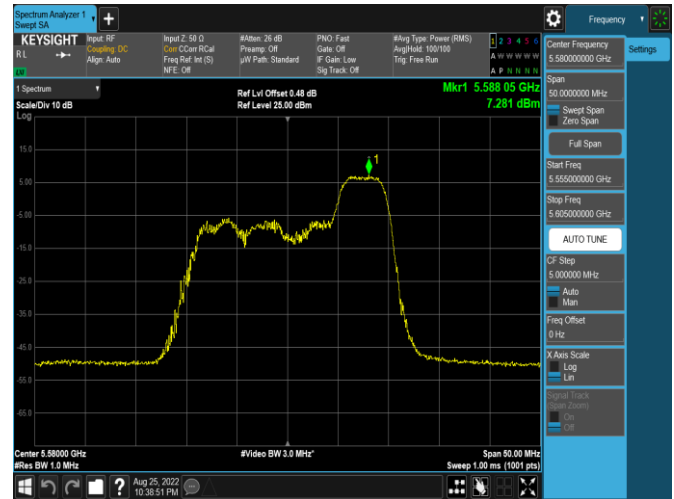 Spectrum Analyzer 1
Swept SA
+
Frequency
KEYSIGHT
R L
LV
Input: RF
Coupling: DC
Align: Auto
Input Z: 50 Ω
Corr CCorr RCal
Freq Ref: Int (S)
NFE: Off
#Atten: 26 dB
Preamp: Off
µW Path: Standard
PNO: Fast
Gate: Off
IF Gain: Low
Sig Track: Off
#Avg Type: Power (RMS)
Avg|Hold: 100/100
Trig: Free Run
1 2 3 4 5 6
A W W W W W
A P N N N N
1 Spectrum
Scale/Div 10 dB
Log
Ref Lvl Offset 0.48 dB
Ref Level 25.00 dBm
Mkr1 5.588 05 GHz
7.281 dBm
1
15.0
5.00
-5.00
-15.0
-25.0
-35.0
-45.0
-55.0
-65.0
Center 5.58000 GHz
#Res BW 1.0 MHz
#Video BW 3.0 MHz*
Span 50.00 MHz
Sweep 1.00 ms (1001 pts)
Center Frequency
5.580000000 GHz
Settings
Span
50.0000000 MHz
Swept Span
Zero Span
Full Span
Start Freq
5.555000000 GHz
Stop Freq
5.605000000 GHz
AUTO TUNE
CF Step
5.000000 MHz
Auto
Man
Freq Offset
0 Hz
X Axis Scale
Log
Lin
Signal Track
(Span Zoom)
On
Off
?
Aug 25, 2022
10:38:51 PM